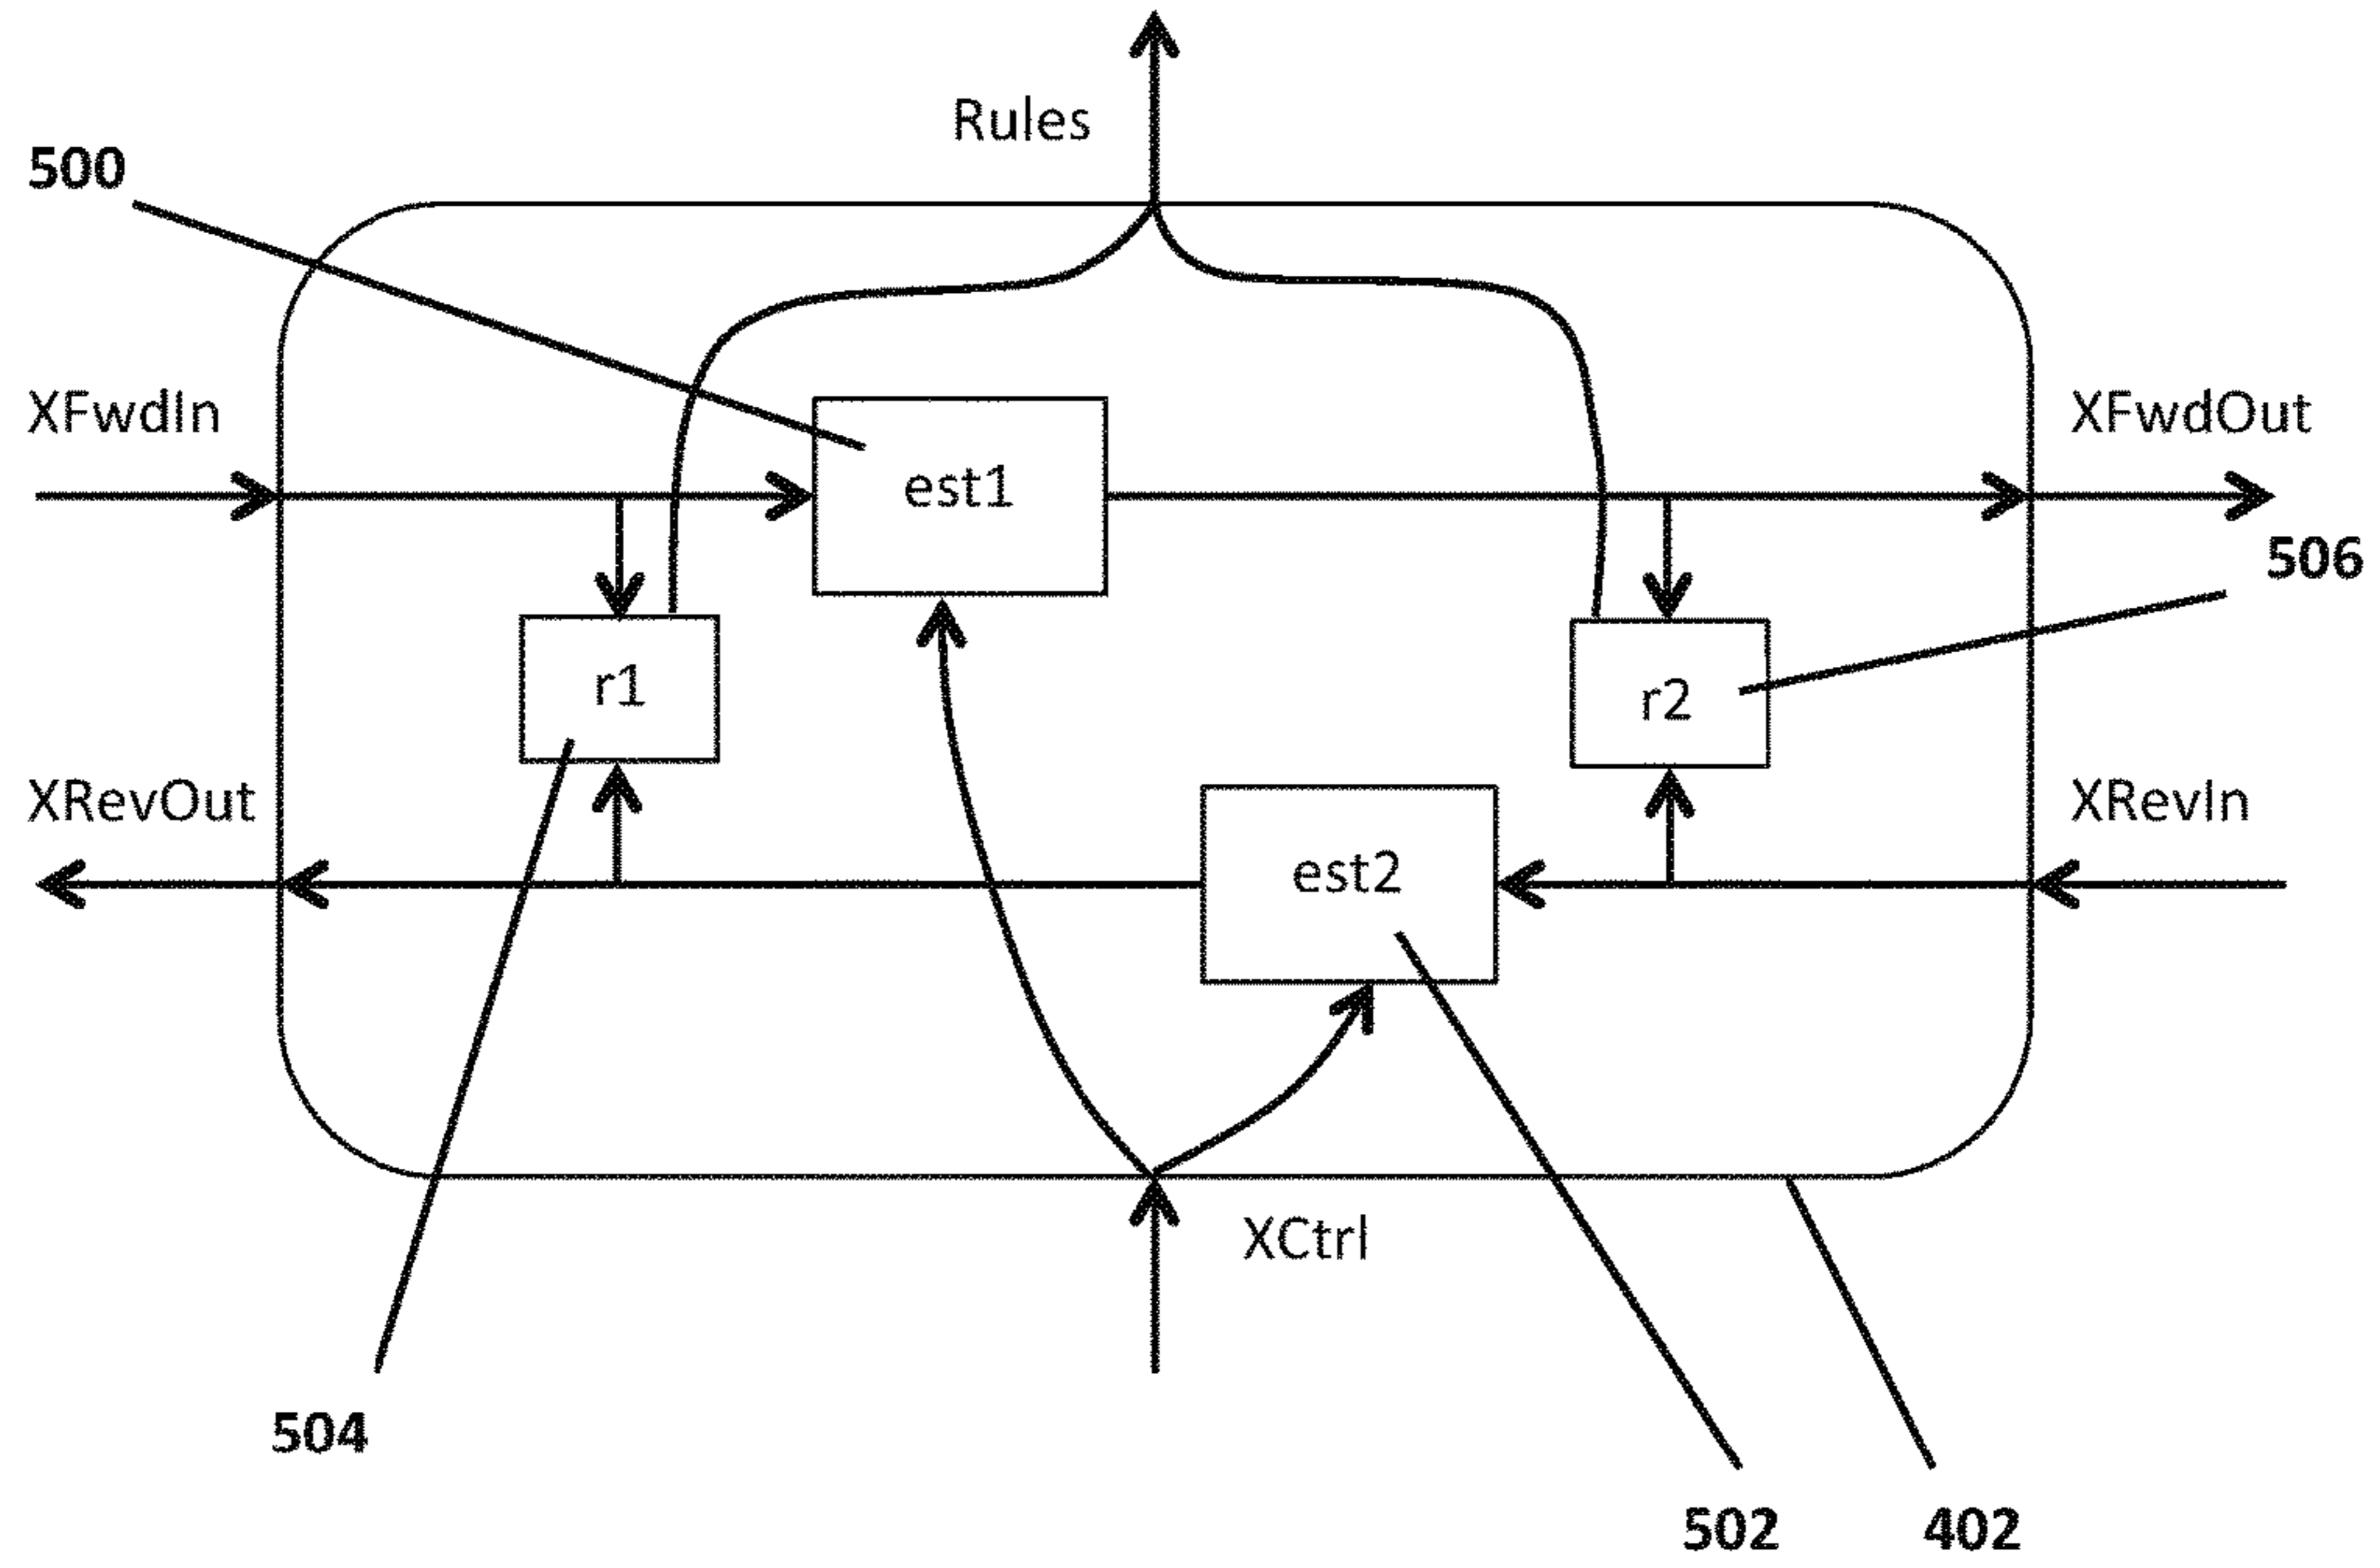 Rules
500
XFwdIn
XFwdOut
est1
506
r1
r2
XRevOut
XRevIn
est2
XCtrl
504
502
402